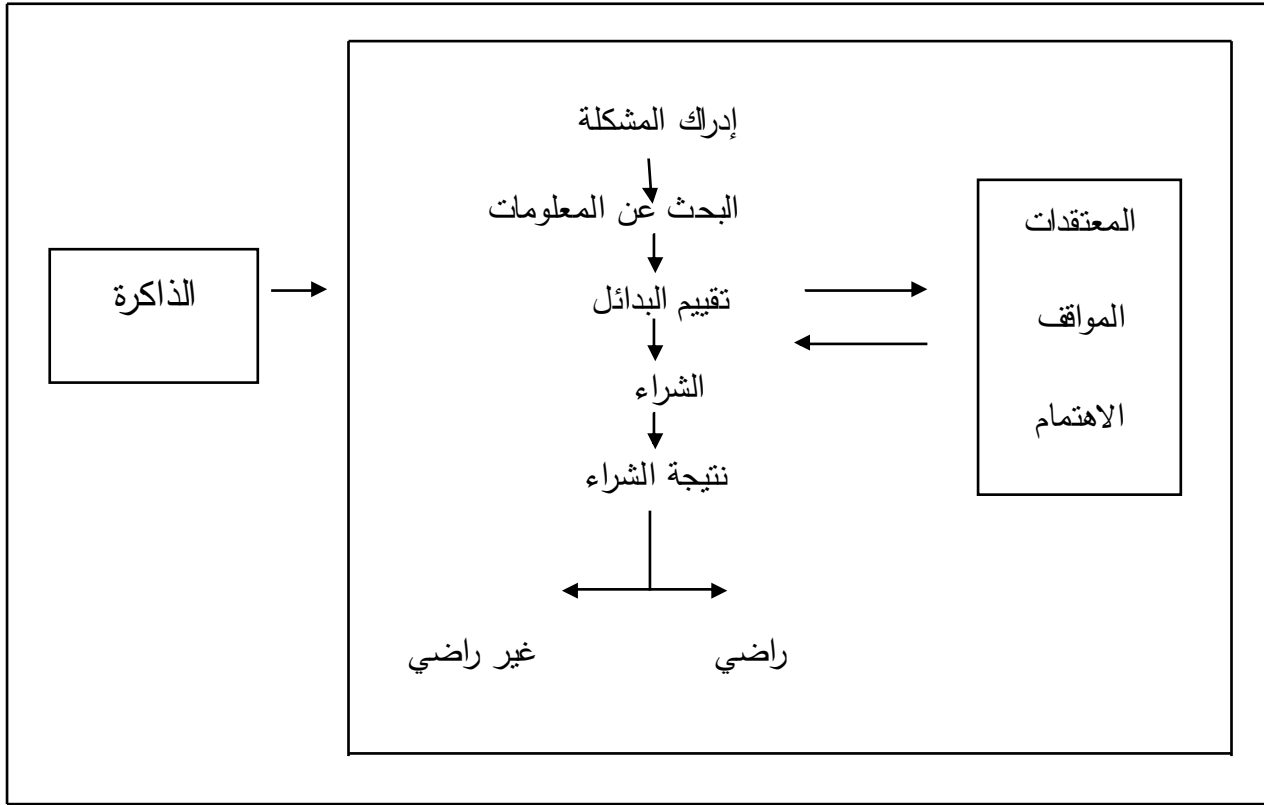 إدراك المشكلة
البحث عن المعلومات
تقييم البدائل
الشراء
نتيجة الشراء
راضي
غير راضي
المعتقدات
المواقف
الاهتمام
الذاكرة